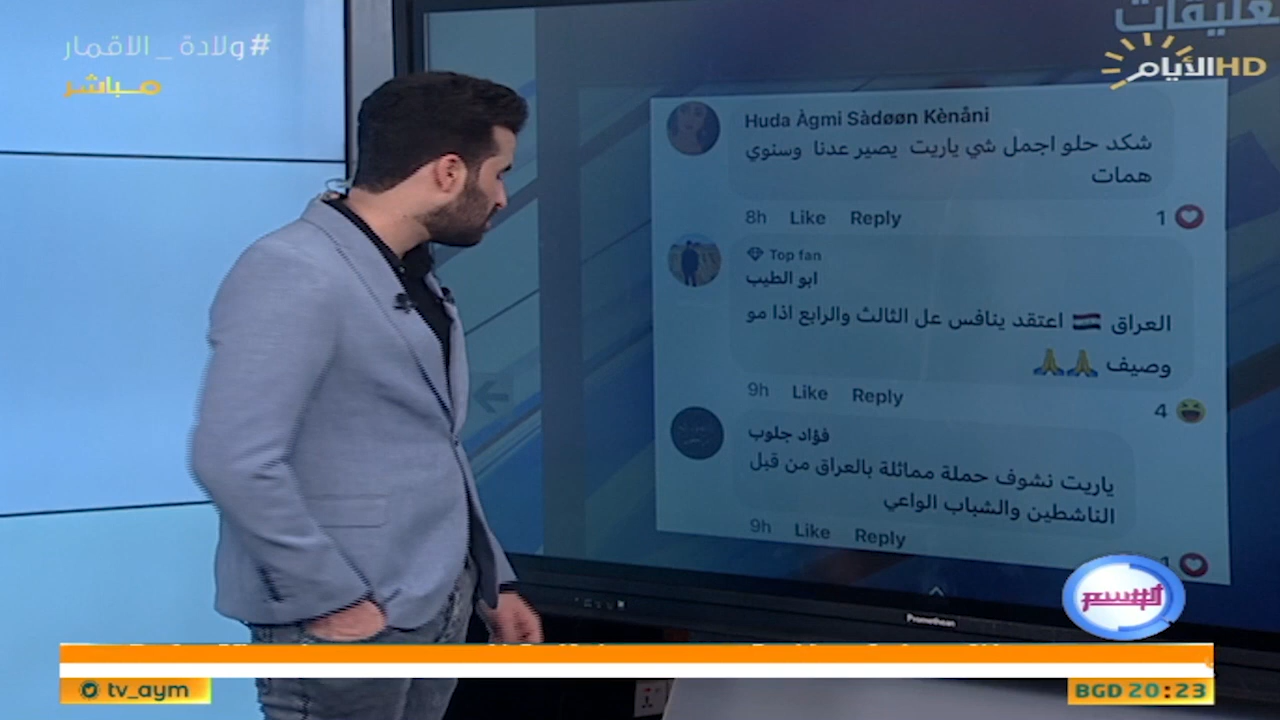 #ولادة_الاقمار
مباشر
تعليقات
الأيام HD
Huda Àgmi Sàdøøn Kènåni
شكد حلو اجمل شي ياريت يصير عدنا وسنوي
همات
8h Like Reply 1
Top fan
ابو الطيب
العراق 🇮🇶 اعتقد ينافس عل الثالث والرابع اذا مو
وصيف 🙏🙏
9h Like Reply 4
فؤاد جلوب
ياريت نشوف حملة مماثلة بالعراق من قبل
الناشطين والشباب الواعي
9h Like Reply 1
الوسم
Promethean
tv_aym
BGD 20:23